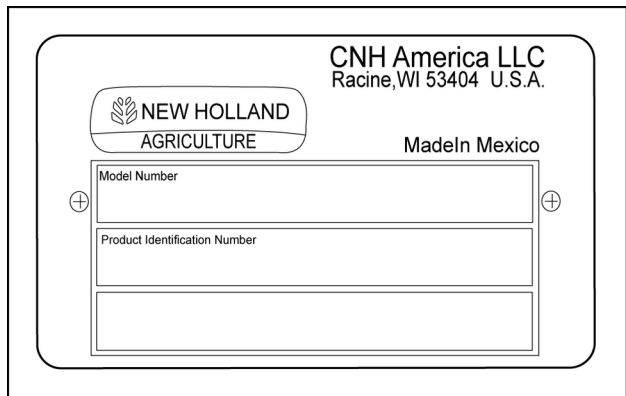 CNH America LLC
Racine,WI 53404 U.S.A.
NEW HOLLAND
AGRICULTURE
MadeIn Mexico
Model Number
Product Identification Number